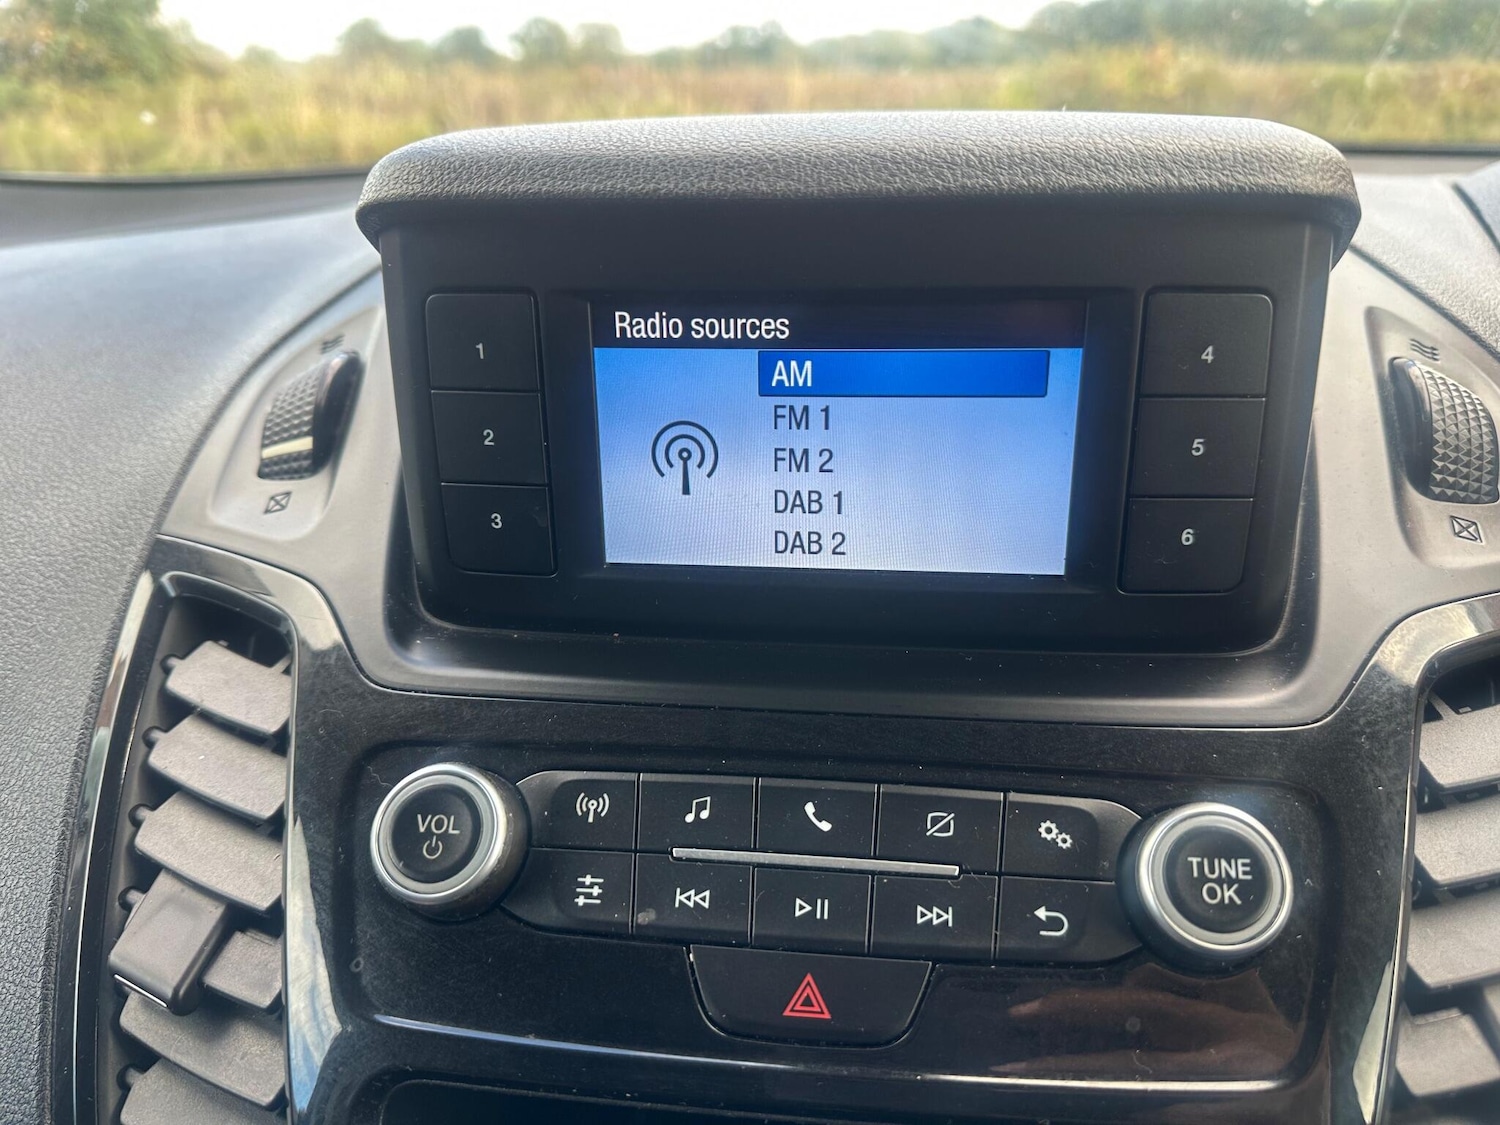 Radio sources
AM
FM 1
FM 2
DAB 1
DAB 2
1
2
3
4
5
6
VOL
TUNE
OK